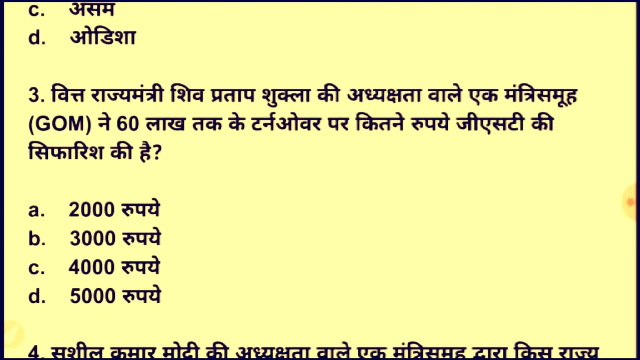 c. असम
d. ओडिशा
3. वित्त राज्यमंत्री शिव प्रताप शुक्ला की अध्यक्षता वाले एक मंत्रिसमूह
(GOM) ने 60 लाख तक के टर्नओवर पर कितने रुपये जीएसटी की
सिफारिश की है?
a. 2000 रुपये
b. 3000 रुपये
c. 4000 रुपये
d. 5000 रुपये
4. सुशील कुमार मोदी की अध्यक्षता वाले एक मंत्रिसमूह द्वारा किस राज्य